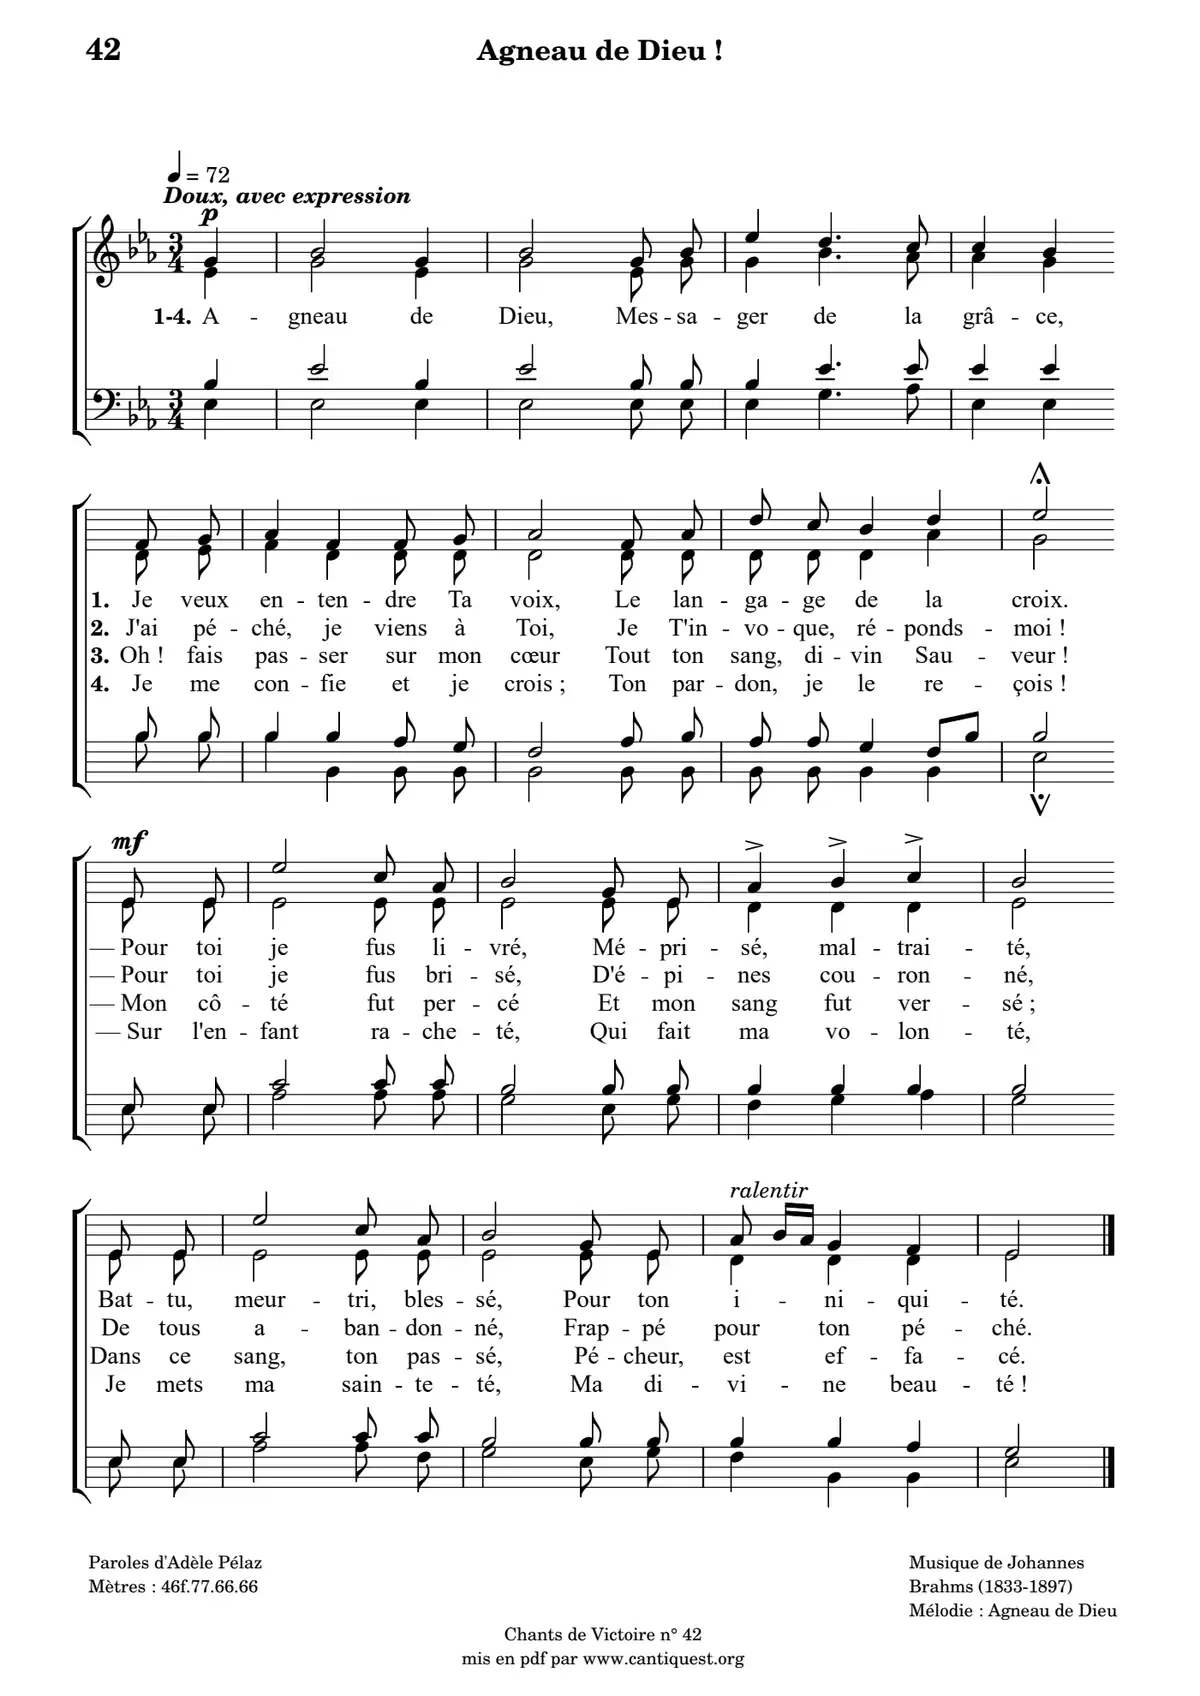 42
Agneau de Dieu !
= 72
Doux, avec expression
p
1-4. A - gneau de Dieu, Mes - sa - ger de la grâ - ce,
1. Je veux en - ten - dre Ta voix, Le lan - ga - ge de la croix.
2. J'ai pé - ché, je viens à Toi, Je T'in - vo - que, ré - ponds - moi !
3. Oh ! fais pas - ser sur mon cœur Tout ton sang, di - vin Sau - veur !
4. Je me con - fie et je crois ; Ton par - don, je le re - çois !
mf
— Pour toi je fus li - vré, Mé - pri - sé, mal - trai - té,
— Pour toi je fus bri - sé, D'é - pi - nes cou - ron - né,
— Mon cô - té fut per - cé Et mon sang fut ver - sé ;
— Sur l'en - fant ra - che - té, Qui fait ma vo - lon - té,
ralentir
Bat - tu, meur - tri, bles - sé, Pour ton i - ni - qui - té.
De tous a - ban - don - né, Frap - pé pour ton pé - ché.
Dans ce sang, ton pas - sé, Pé - cheur, est ef - fa - cé.
Je mets ma sain - te - té, Ma di - vi - ne beau - té !
Paroles d'Adèle Pélaz
Mètres : 46f.77.66.66
Musique de Johannes
Brahms (1833-1897)
Mélodie : Agneau de Dieu
Chants de Victoire n° 42
mis en pdf par www.cantiquest.org